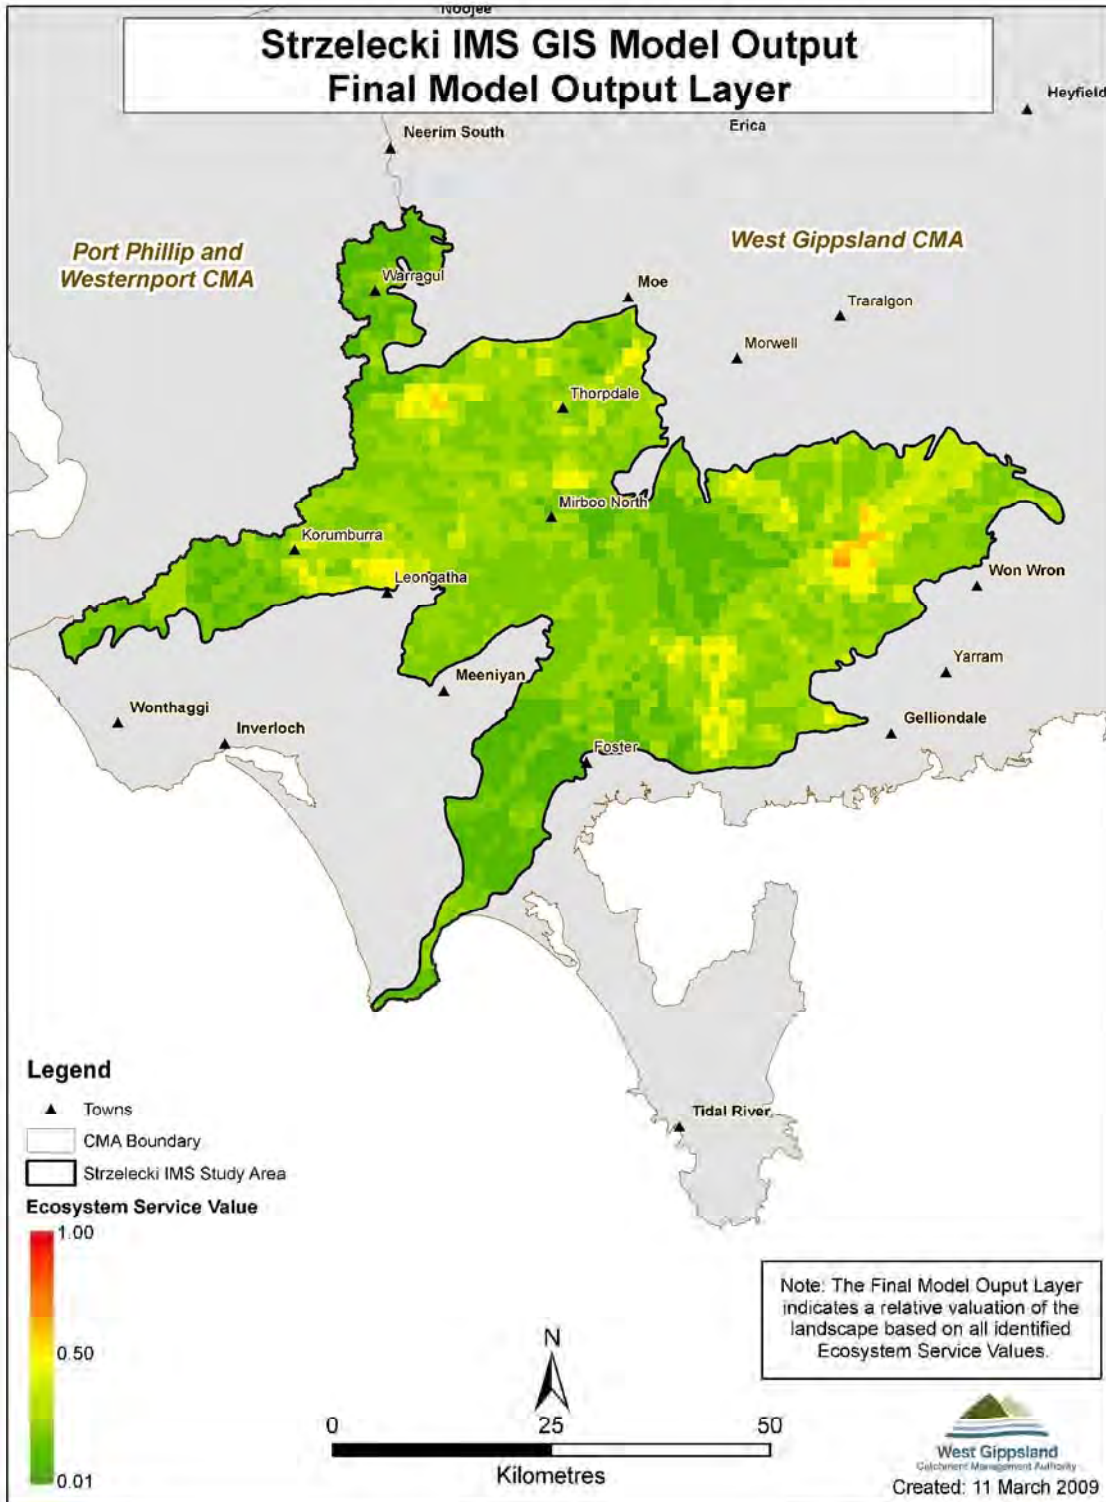 Noojee
Strzelecki IMS GIS Model Output
Final Model Output Layer
Heyfield
Erica
Neerim South
Port Phillip and
Westernport CMA
West Gippsland CMA
Warragul
Moe
Traralgon
Morwell
Thorpdale
Mirboo North
Korumburra
Leongatha
Won Wron
Yarram
Meeniyan
Wonthaggi
Inverloch
Gelliondale
Foster
Tidal River
Legend
Towns
CMA Boundary
Strzelecki IMS Study Area
Ecosystem Service Value
1.00
0.50
0.01
Note: The Final Model Ouput Layer
indicates a relative valuation of the
landscape based on all identified
Ecosystem Service Values.
N
0 25 50
Kilometres
West Gippsland
Catchment Management Authority
Created: 11 March 2009